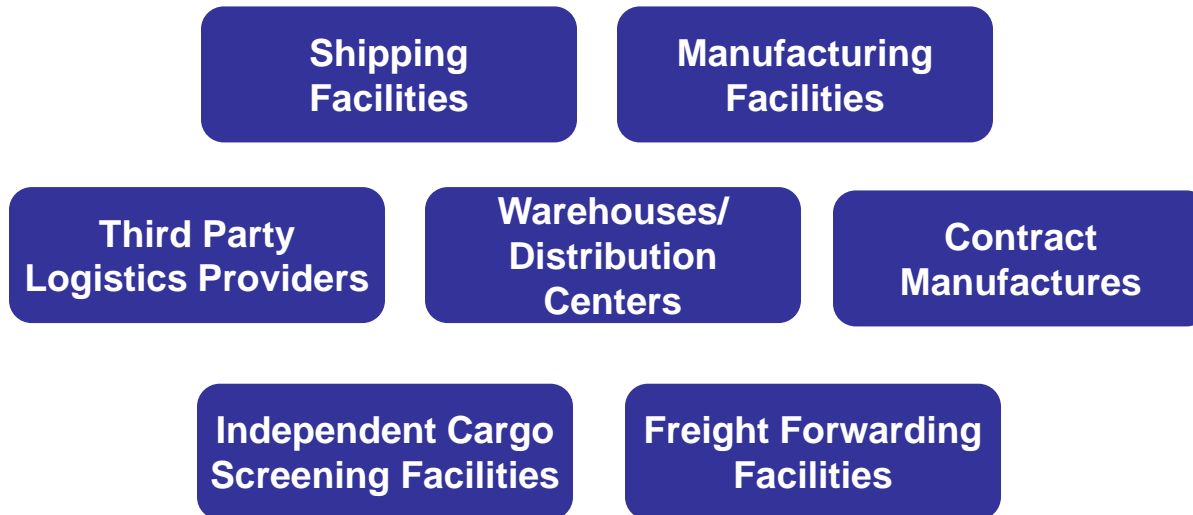 Shipping
Facilities
Manufacturing
Facilities
Third Party
Logistics Providers
Warehouses/
Distribution
Centers
Contract
Manufactures
Independent Cargo
Screening Facilities
Freight Forwarding
Facilities